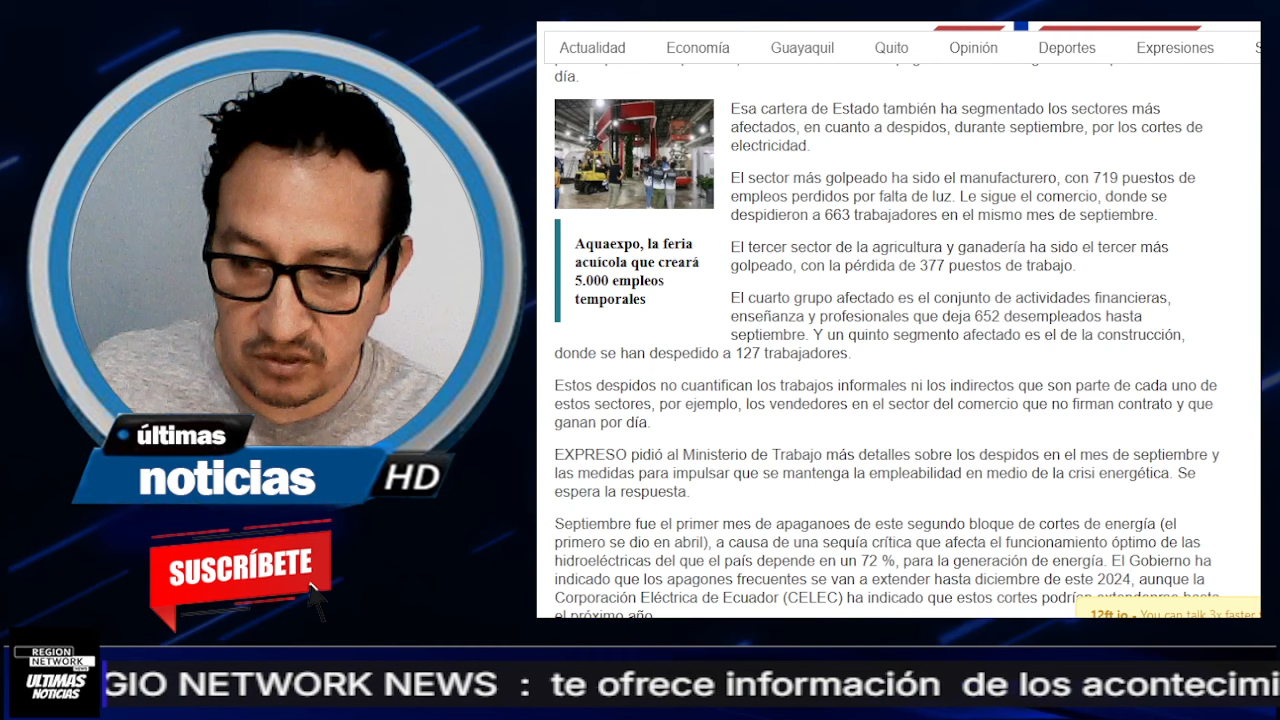 Actualidad Economía Guayaquil Quito Opinión Deportes Expresiones
día.
Esa cartera de Estado también ha segmentado los sectores más
afectados, en cuanto a despidos, durante septiembre, por los cortes de
electricidad.
El sector más golpeado ha sido el manufacturero, con 719 puestos de
empleos perdidos por falta de luz. Le sigue el comercio, donde se
despidieron a 663 trabajadores en el mismo mes de septiembre.
Aquaexpo, la feria
acuícola que creará
5.000 empleos
temporales
El tercer sector de la agricultura y ganadería ha sido el tercer más
golpeado, con la pérdida de 377 puestos de trabajo.
El cuarto grupo afectado es el conjunto de actividades financieras,
enseñanza y profesionales que deja 652 desempleados hasta
septiembre. Y un quinto segmento afectado es el de la construcción,
donde se han despedido a 127 trabajadores.
Estos despidos no cuantifican los trabajos informales ni los indirectos que son parte de cada uno de
estos sectores, por ejemplo, los vendedores en el sector del comercio que no firman contrato y que
ganan por día.
EXPRESO pidió al Ministerio de Trabajo más detalles sobre los despidos en el mes de septiembre y
las medidas para impulsar que se mantenga la empleabilidad en medio de la crisi energética. Se
espera la respuesta.
Septiembre fue el primer mes de apaganoes de este segundo bloque de cortes de energía (el
primero se dio en abril), a causa de una sequía crítica que afecta el funcionamiento óptimo de las
hidroeléctricas del que el país depende en un 72 %, para la generación de energía. El Gobierno ha
indicado que los apagones frecuentes se van a extender hasta diciembre de este 2024, aunque la
Corporación Eléctrica de Ecuador (CELEC) ha indicado que estos cortes podrían extenderse hasta
el próximo año
12ft.io - You can talk 3x faster
últimas
noticias HD
SUSCRÍBETE
REGION
NETWORK
NEWS
ULTIMAS
NOTICIAS
GIO NETWORK NEWS : te ofrece información de los acontecimi